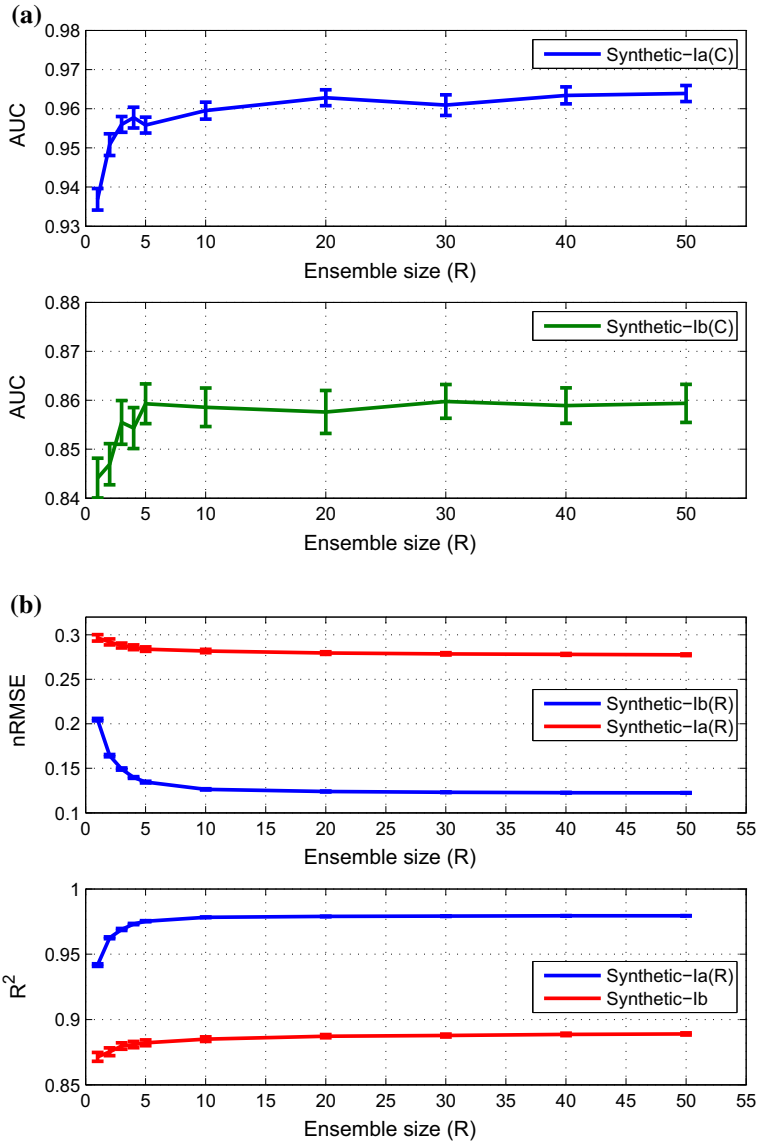 (a)
0.98
0.97
0.96
0.95
0.94
0.93
AUC
Synthetic−Ia(C)
0 5 10 20 30 40 50
Ensemble size (R)
0.88
0.87
0.86
0.85
0.84
AUC
Synthetic−Ib(C)
0 5 10 20 30 40 50
Ensemble size (R)
(b)
0.3
0.25
0.2
0.15
0.1
nRMSE
Synthetic−Ib(R)
Synthetic−Ia(R)
0 5 10 15 20 25 30 35 40 45 50 55
Ensemble size (R)
1
0.95
0.9
0.85
R²
Synthetic−Ia(R)
Synthetic−Ib
0 5 10 15 20 25 30 35 40 45 50 55
Ensemble size (R)